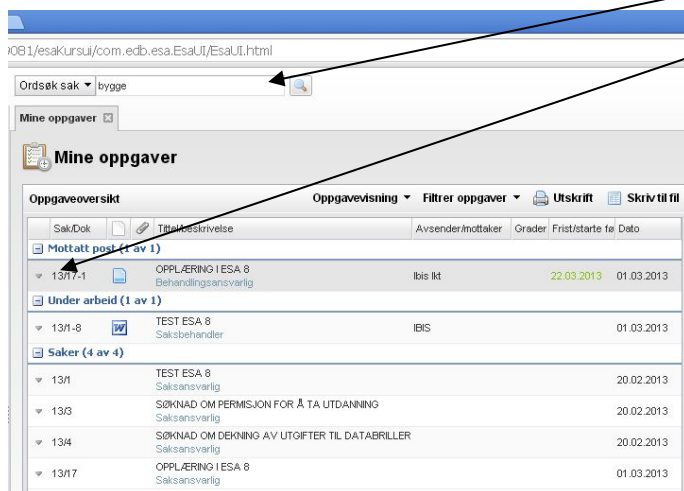 9081/esaKursui/com.edb.esa.EsaUI/EsaUI.html
Ordsøk sak bygge
Mine oppgaver
Mine oppgaver
Oppgaveoversikt Oppgavevisning Filtrer oppgaver Utskrift Skriv til fil
Sak/Dok Tittel/beskrivelse Avsender/mottaker Grader Frist/starte fø Dato
Mottatt post (1 av 1)
13/17-1 OPPLÆRING I ESA 8 Ibis Ikt 22.03.2013 01.03.2013
Behandlingsansvarlig
Under arbeid (1 av 1)
13/1-8 TEST ESA 8 IBIS 01.03.2013
Saksbehandler
Saker (4 av 4)
13/1 TEST ESA 8 20.02.2013
Saksansvarlig
13/3 SØKNAD OM PERMISJON FOR Å TA UTDANNING 20.02.2013
Saksansvarlig
13/4 SØKNAD OM DEKNING AV UTGIFTER TIL DATABRILLER 20.02.2013
Saksansvarlig
13/17 OPPLÆRING I ESA 8 01.03.2013
Saksansvarlig